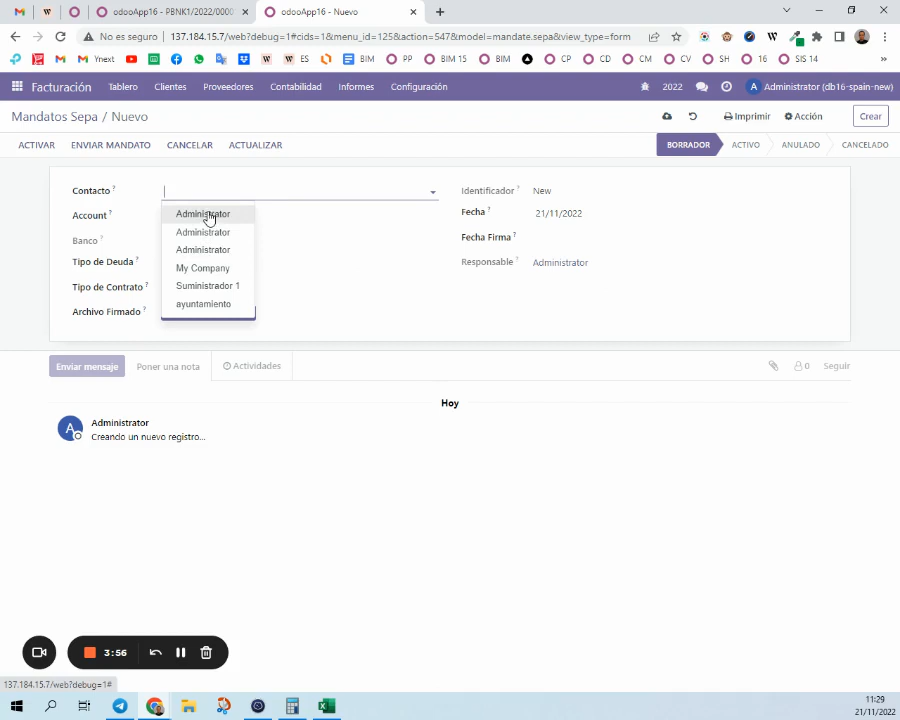 odooApp16 - PBNK1/2022/0000
odooApp16 - Nuevo
No es seguro
137.184.15.7/web?debug=1#cids=1&menu_id=125&action=547&model=mandate.sepa&view_type=form
Ynext
ES
BIM
PP
BIM 15
BIM
CP
CD
CM
CV
SH
16
SIS 14
»
Facturación
Tablero
Clientes
Proveedores
Contabilidad
Informes
Configuración
2022
A
Administrator (db16-spain-new)
Mandatos Sepa / Nuevo
Imprimir
Acción
Crear
ACTIVAR
ENVIAR MANDATO
CANCELAR
ACTUALIZAR
BORRADOR
ACTIVO
ANULADO
CANCELADO
Contacto ?
Identificador ?
New
Account ?
Administrator
Fecha ?
21/11/2022
Banco ?
Administrator
Fecha Firma ?
Tipo de Deuda ?
Administrator
Responsable ?
Administrator
Tipo de Contrato ?
My Company
Archivo Firmado ?
Suministrador 1
ayuntamiento
Enviar mensaje
Poner una nota
Actividades
0
Seguir
Hoy
A
Administrator
Creando un nuevo registro...
3:56
137.184.15.7/web?debug=1#
11:29
21/11/2022